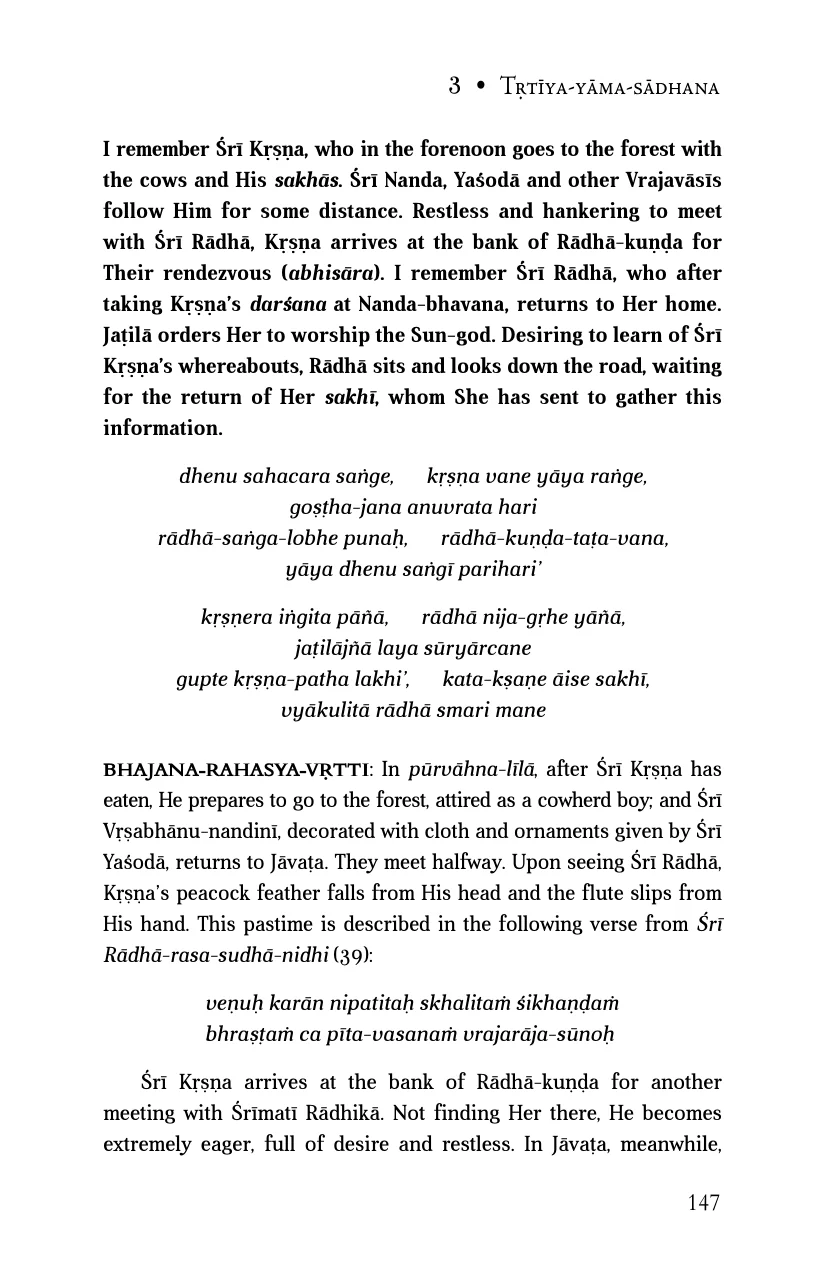 3 • Tṛtīya-yāma-sādhana
I remember Śrī Kṛṣṇa, who in the forenoon goes to the forest with
the cows and His sakhās. Śrī Nanda, Yaśodā and other Vrajavāsīs
follow Him for some distance. Restless and hankering to meet
with Śrī Rādhā, Kṛṣṇa arrives at the bank of Rādhā-kuṇḍa for
Their rendezvous (abhisāra). I remember Śrī Rādhā, who after
taking Kṛṣṇa’s darśana at Nanda-bhavana, returns to Her home.
Jaṭilā orders Her to worship the Sun-god. Desiring to learn of Śrī
Kṛṣṇa’s whereabouts, Rādhā sits and looks down the road, waiting
for the return of Her sakhī, whom She has sent to gather this
information.
dhenu sahacara saṅge, kṛṣṇa vane yāya raṅge,
goṣṭha-jana anuvrata hari
rādhā-saṅga-lobhe punaḥ, rādhā-kuṇḍa-taṭa-vana,
yāya dhenu saṅgī parihari’
kṛṣṇera iṅgita pāñā, rādhā nija-gṛhe yāñā,
jaṭilājñā laya sūryārcane
gupte kṛṣṇa-patha lakhi’, kata-kṣaṇe āise sakhī,
vyākulitā rādhā smari mane
BHAJANA-RAHASYA-VṚTTI: In pūrvāhna-līlā, after Śrī Kṛṣṇa has
eaten, He prepares to go to the forest, attired as a cowherd boy; and Śrī
Vṛṣabhānu-nandinī, decorated with cloth and ornaments given by Śrī
Yaśodā, returns to Jāvaṭa. They meet halfway. Upon seeing Śrī Rādhā,
Kṛṣṇa’s peacock feather falls from His head and the flute slips from
His hand. This pastime is described in the following verse from Śrī
Rādhā-rasa-sudhā-nidhi (39):
veṇuḥ karān nipatitaḥ skhalitaṁ śikhaṇḍaṁ
bhraṣṭaṁ ca pīta-vasanaṁ vrajarāja-sūnoḥ
Śrī Kṛṣṇa arrives at the bank of Rādhā-kuṇḍa for another
meeting with Śrīmatī Rādhikā. Not finding Her there, He becomes
extremely eager, full of desire and restless. In Jāvaṭa, meanwhile,
147